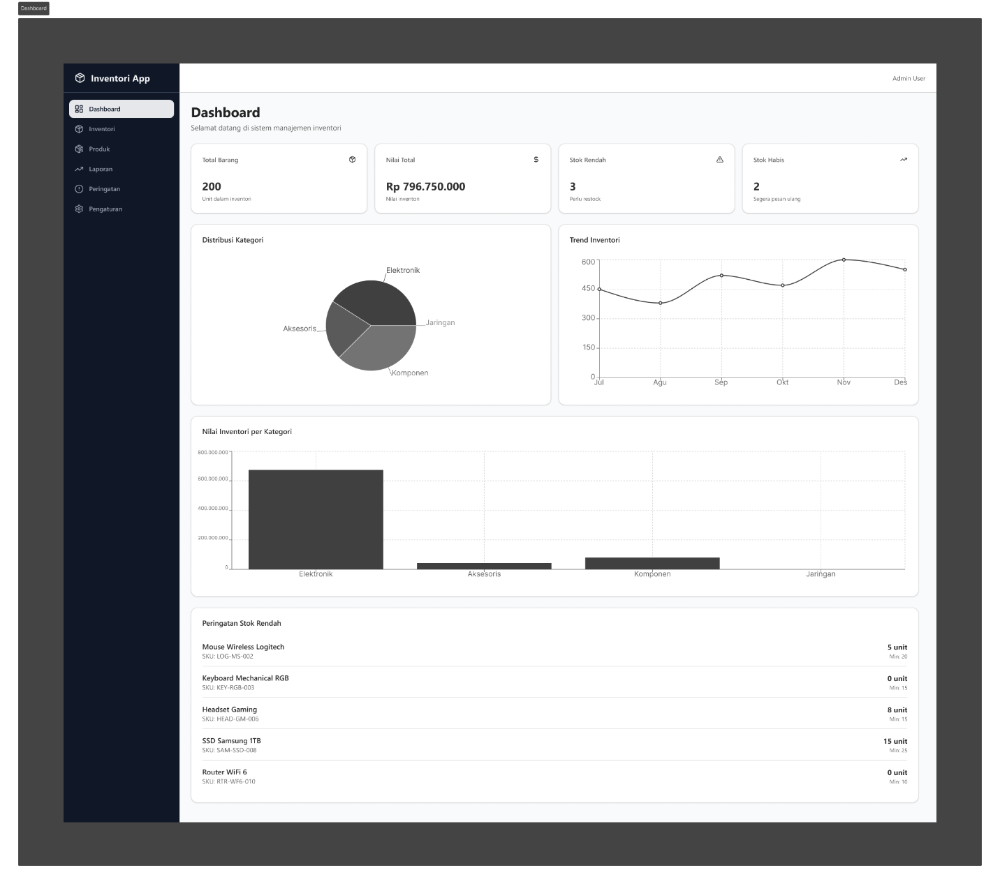 Dashboard
Inventori App
Admin User
Dashboard
Inventori
Produk
Laporan
Peringatan
Pengaturan
Dashboard
Selamat datang di sistem manajemen inventori
Total Barang
200
Unit dalam inventori
Nilai Total
Rp 796.750.000
Nilai inventori
Stok Rendah
3
Perlu restock
Stok Habis
2
Segera pesan ulang
Distribusi Kategori
Elektronik
Aksesoris
Jaringan
Komponen
Trend Inventori
600
450
300
150
0
Jul Agu Sep Okt Nov Des
Nilai Inventori per Kategori
800.000.000
600.000.000
400.000.000
200.000.000
0
Elektronik Aksesoris Komponen Jaringan
Peringatan Stok Rendah
Mouse Wireless Logitech 5 unit
SKU: LOG-MS-002 Min: 20
Keyboard Mechanical RGB 0 unit
SKU: KEY-RGB-003 Min: 15
Headset Gaming 8 unit
SKU: HEAD-GM-006 Min: 15
SSD Samsung 1TB 15 unit
SKU: SAM-SSD-008 Min: 25
Router WiFi 6 0 unit
SKU: RTR-WF6-010 Min: 10